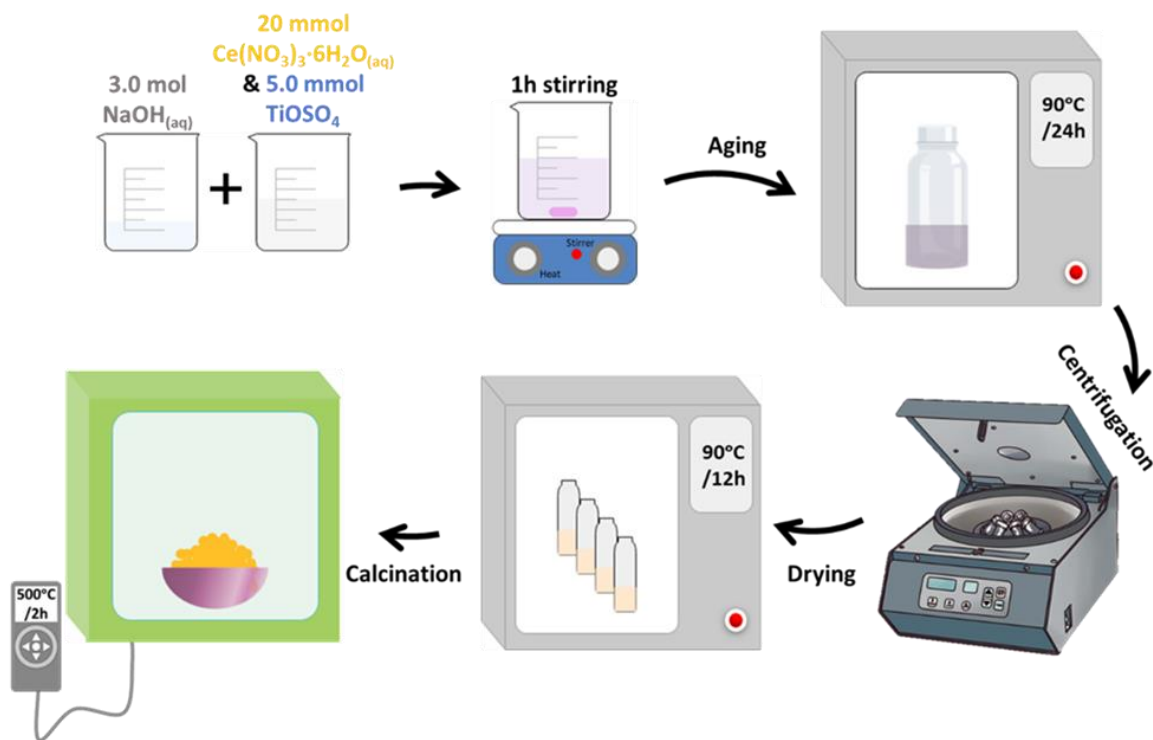 20 mmol
Ce(NO₃)₃·6H₂O(aq)
& 5.0 mmol
TiOSO₄
3.0 mol
NaOH(aq)
1h stirring
Stirrer
Heat
Aging
90°C
/24h
Centrifugation
Drying
90°C
/12h
Calcination
500°C
/2h